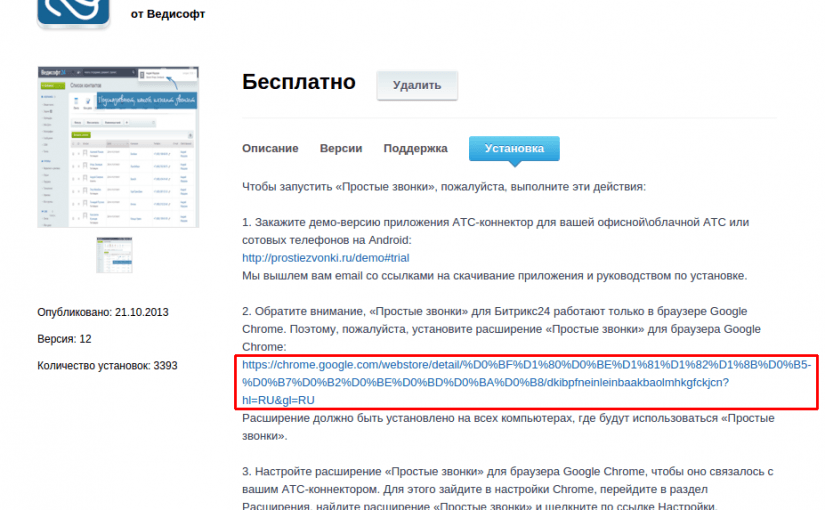 от Ведисофт
Бесплатно
Удалить
Описание Версии Поддержка Установка
Чтобы запустить «Простые звонки», пожалуйста, выполните эти действия:
1. Закажите демо-версию приложения АТС-коннектор для вашей офисной\облачной АТС или
сотовых телефонов на Android:
http://prostiezvonki.ru/demo#trial
Мы вышлем вам email со ссылками на скачивание приложения и руководством по установке.
2. Обратите внимание, «Простые звонки» для Битрикс24 работают только в браузере Google
Chrome. Поэтому, пожалуйста, установите расширение «Простые звонки» для браузера Google
Chrome:
https://chrome.google.com/webstore/detail/%D0%BF%D1%80%D0%BE%D1%81%D1%82%D1%8B%D0%B5-
%D0%B7%D0%B2%D0%BE%D0%BD%D0%BA%D0%B8/dkibpfneinleinbaakbaolmhkgfckjcn?
hl=RU&gl=RU
Расширение должно быть установлено на всех компьютерах, где будут использоваться «Простые
звонки».
3. Настройте расширение «Простые звонки» для браузера Google Chrome, чтобы оно связалось с
вашим АТС-коннектором. Для этого зайдите в настройки Chrome, перейдите в раздел
Расширения, найдите расширение «Простые звонки» и щелкните по ссылке Настройки.
Опубликовано: 21.10.2013
Версия: 12
Количество установок: 3393